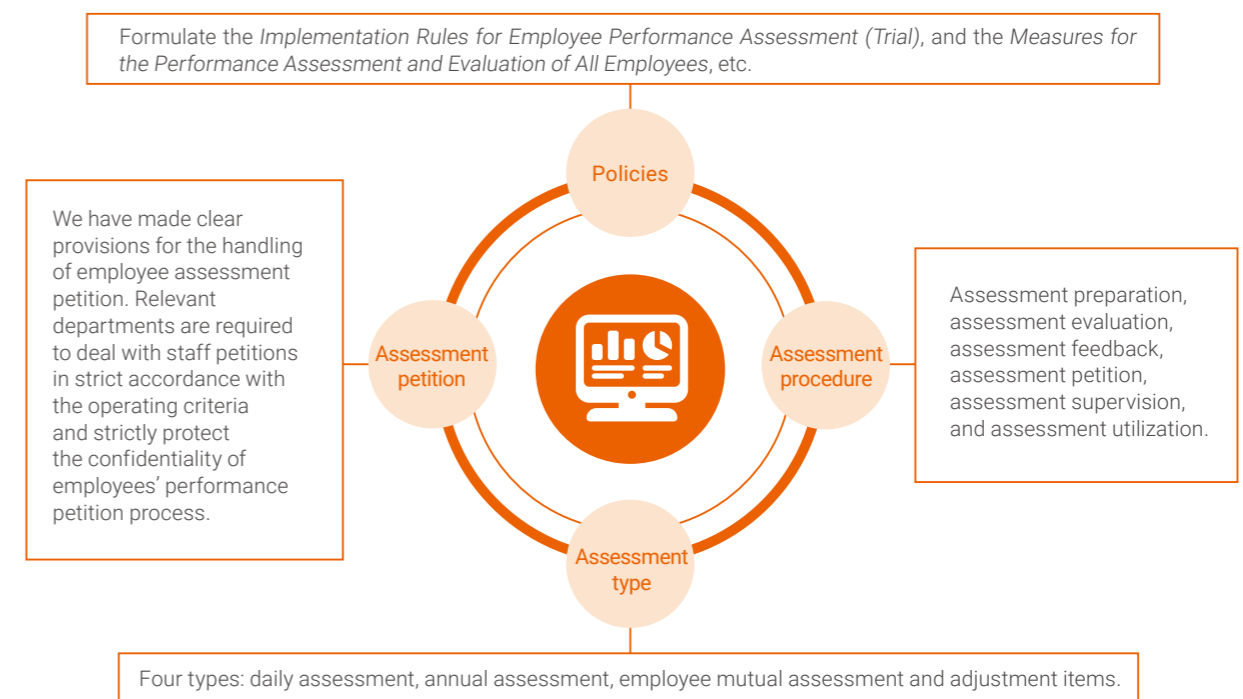 Formulate the Implementation Rules for Employee Performance Assessment (Trial), and the Measures for
the Performance Assessment and Evaluation of All Employees, etc.
Policies
We have made clear
provisions for the handling
of employee assessment
petition. Relevant
departments are required
to deal with staff petitions
in strict accordance with
the operating criteria
and strictly protect
the confidentiality of
employees’ performance
petition process.
Assessment
petition
Assessment
procedure
Assessment preparation,
assessment evaluation,
assessment feedback,
assessment petition,
assessment supervision,
and assessment utilization.
Assessment
type
Four types: daily assessment, annual assessment, employee mutual assessment and adjustment items.